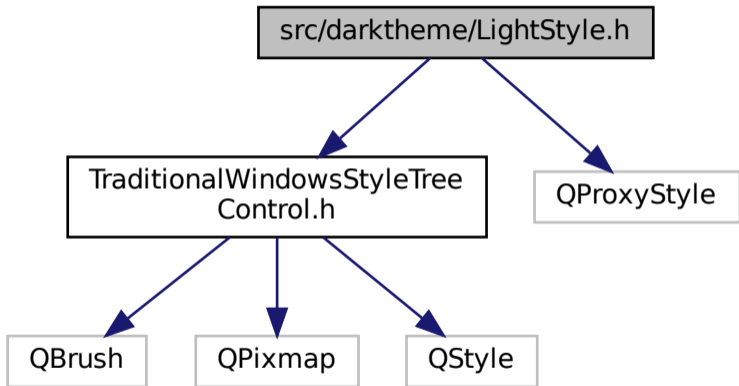 src/darktheme/LightStyle.h
TraditionalWindowsStyleTree
Control.h
QProxyStyle
QBrush
QPixmap
QStyle